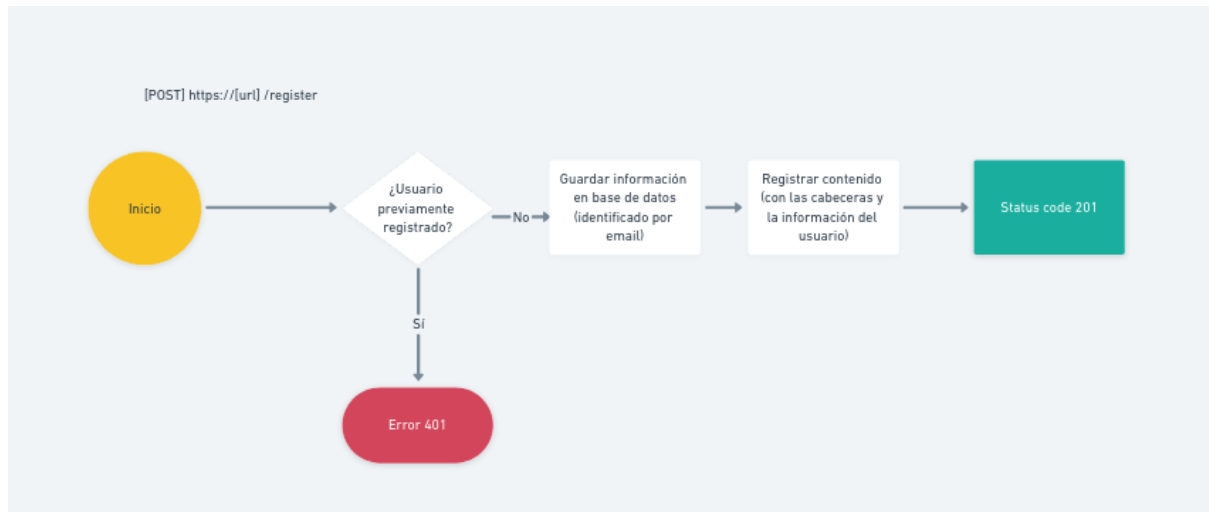 [POST] https://[url] /register
Inicio
¿Usuario
previamente
registrado?
No
Guardar información
en base de datos
(identificado por
email)
Registrar contenido
(con las cabeceras y
la información del
usuario)
Status code 201
Sí
Error 401